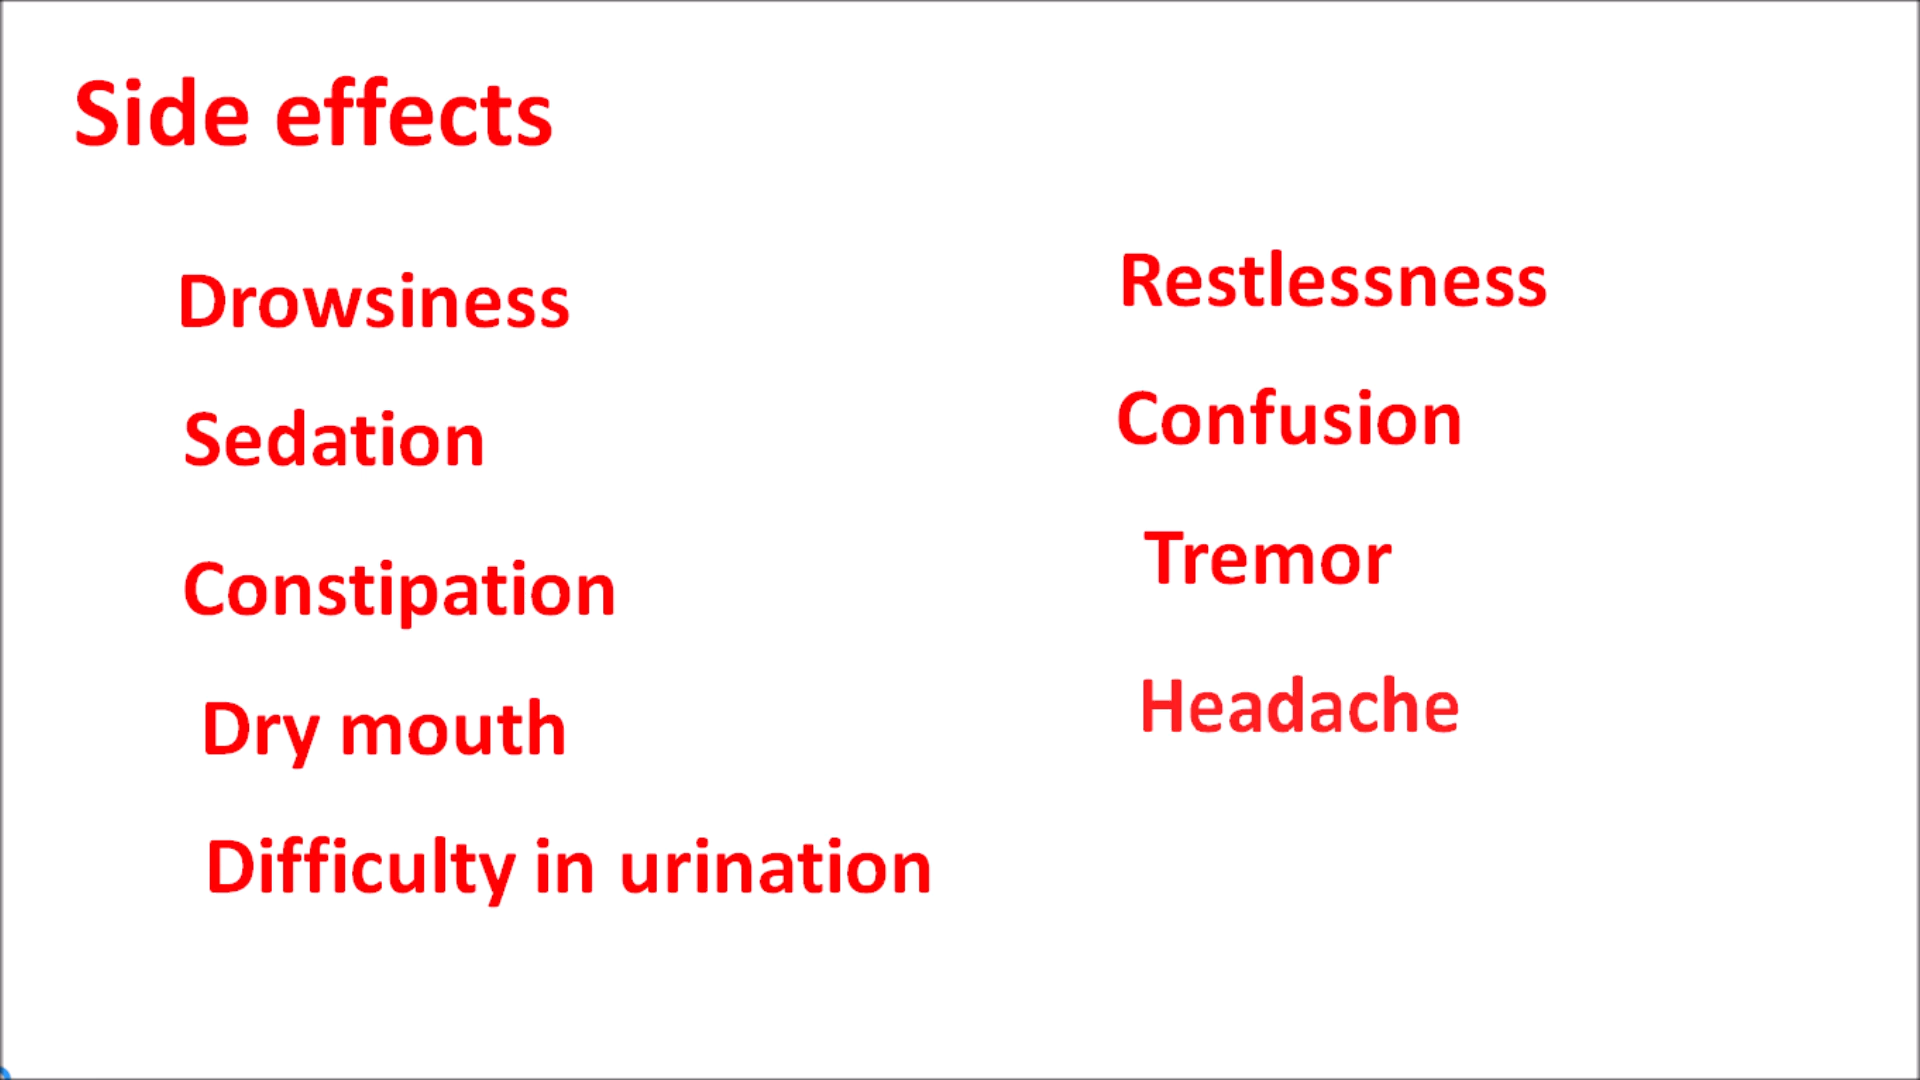 Side effects
Drowsiness
Sedation
Constipation
Dry mouth
Difficulty in urination
Restlessness
Confusion
Tremor
Headache